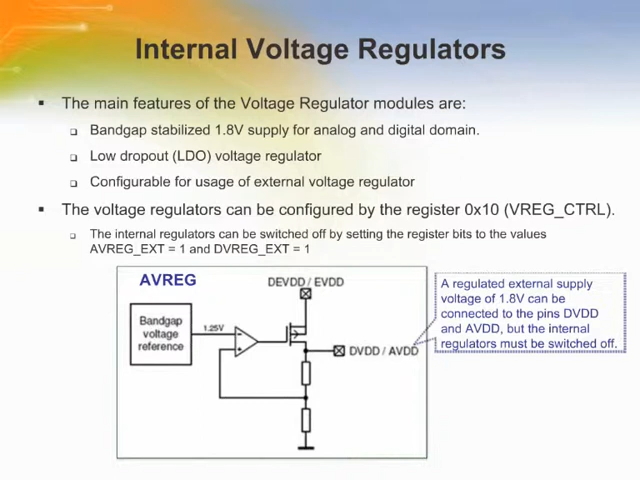 Internal Voltage Regulators
▪ The main features of the Voltage Regulator modules are:
❑ Bandgap stabilized 1.8V supply for analog and digital domain.
❑ Low dropout (LDO) voltage regulator
❑ Configurable for usage of external voltage regulator
▪ The voltage regulators can be configured by the register 0x10 (VREG_CTRL).
❑ The internal regulators can be switched off by setting the register bits to the values
AVREG_EXT = 1 and DVREG_EXT = 1
AVREG
DEVDD / EVDD
Bandgap
voltage
reference
1.25V
DVDD / AVDD
A regulated external supply
voltage of 1.8V can be
connected to the pins DVDD
and AVDD, but the internal
regulators must be switched off.